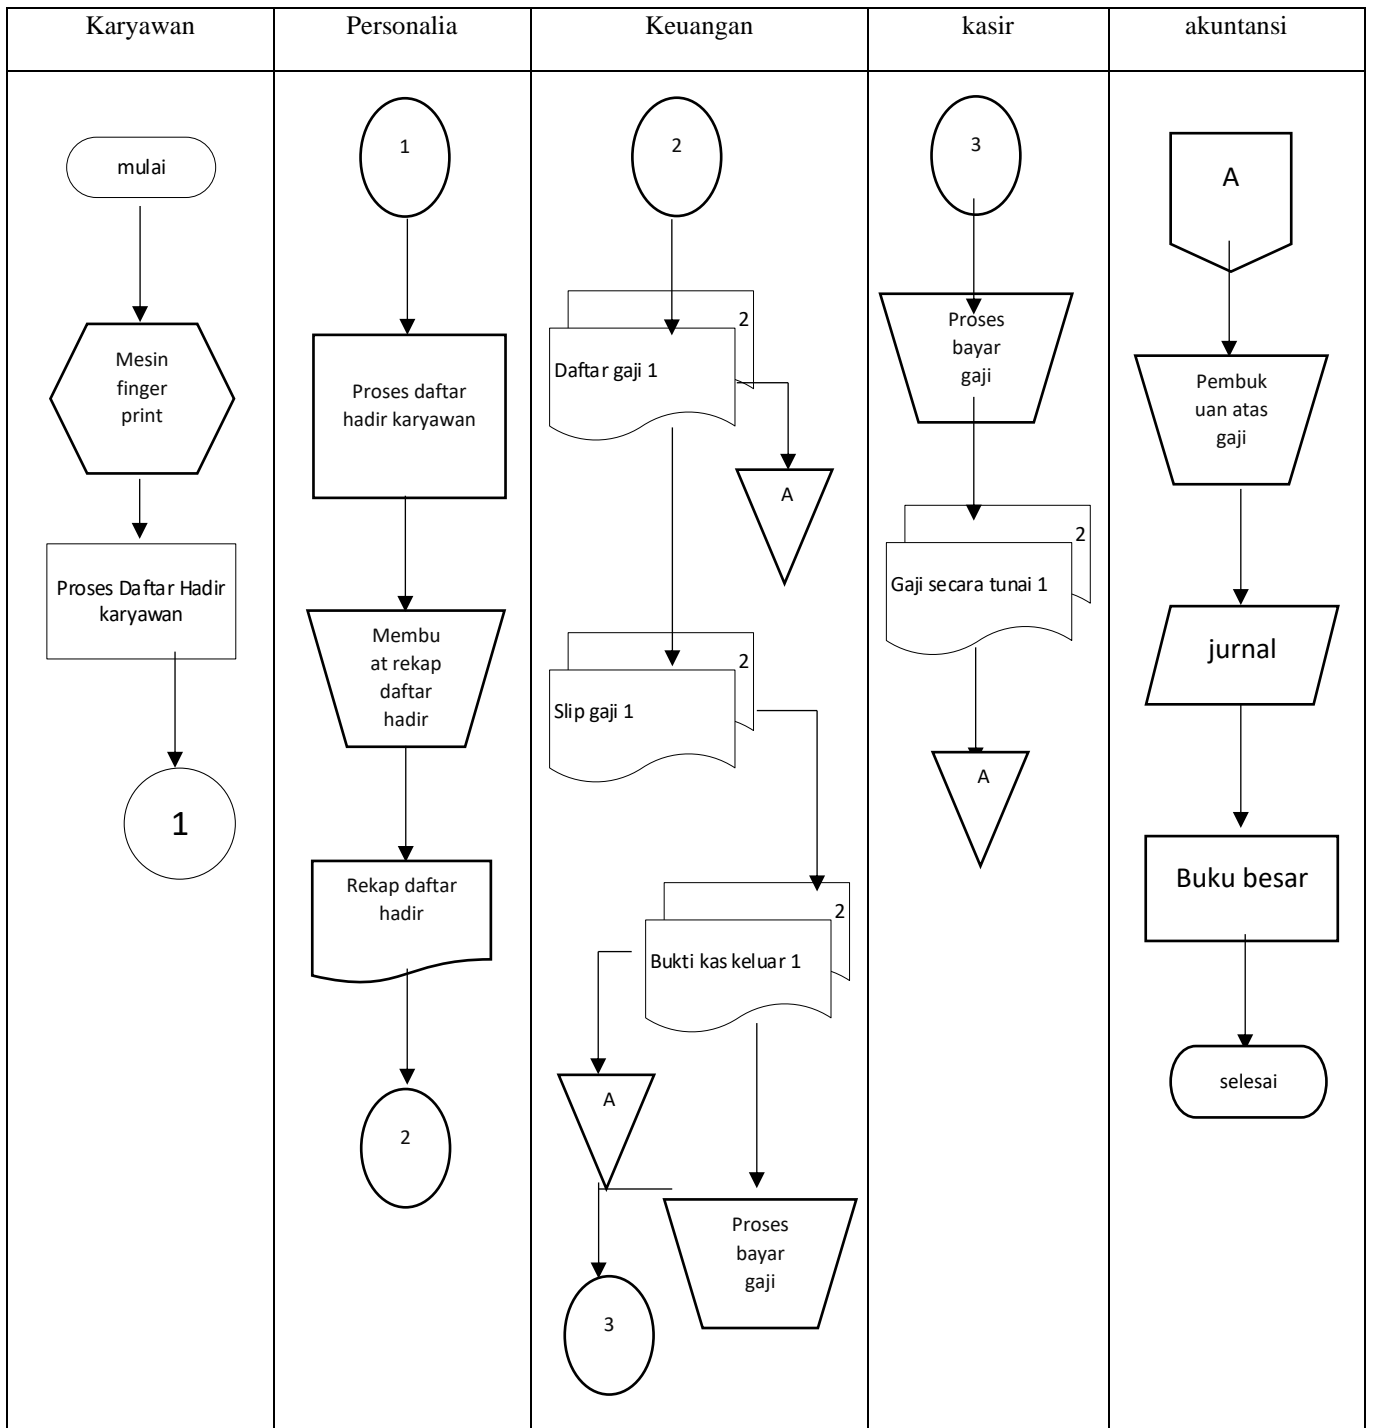 Karyawan
Personalia
Keuangan
kasir
akuntansi
mulai
Mesin
finger
print
Proses Daftar Hadir
karyawan
1
1
Proses daftar
hadir karyawan
Membu
at rekap
daftar
hadir
Rekap daftar
hadir
2
2
2
Daftar gaji 1
A
2
Slip gaji 1
2
Bukti kas keluar 1
A
Proses
bayar
gaji
3
3
Proses
bayar
gaji
2
Gaji secara tunai 1
A
A
Pembuk
uan atas
gaji
jurnal
Buku besar
selesai